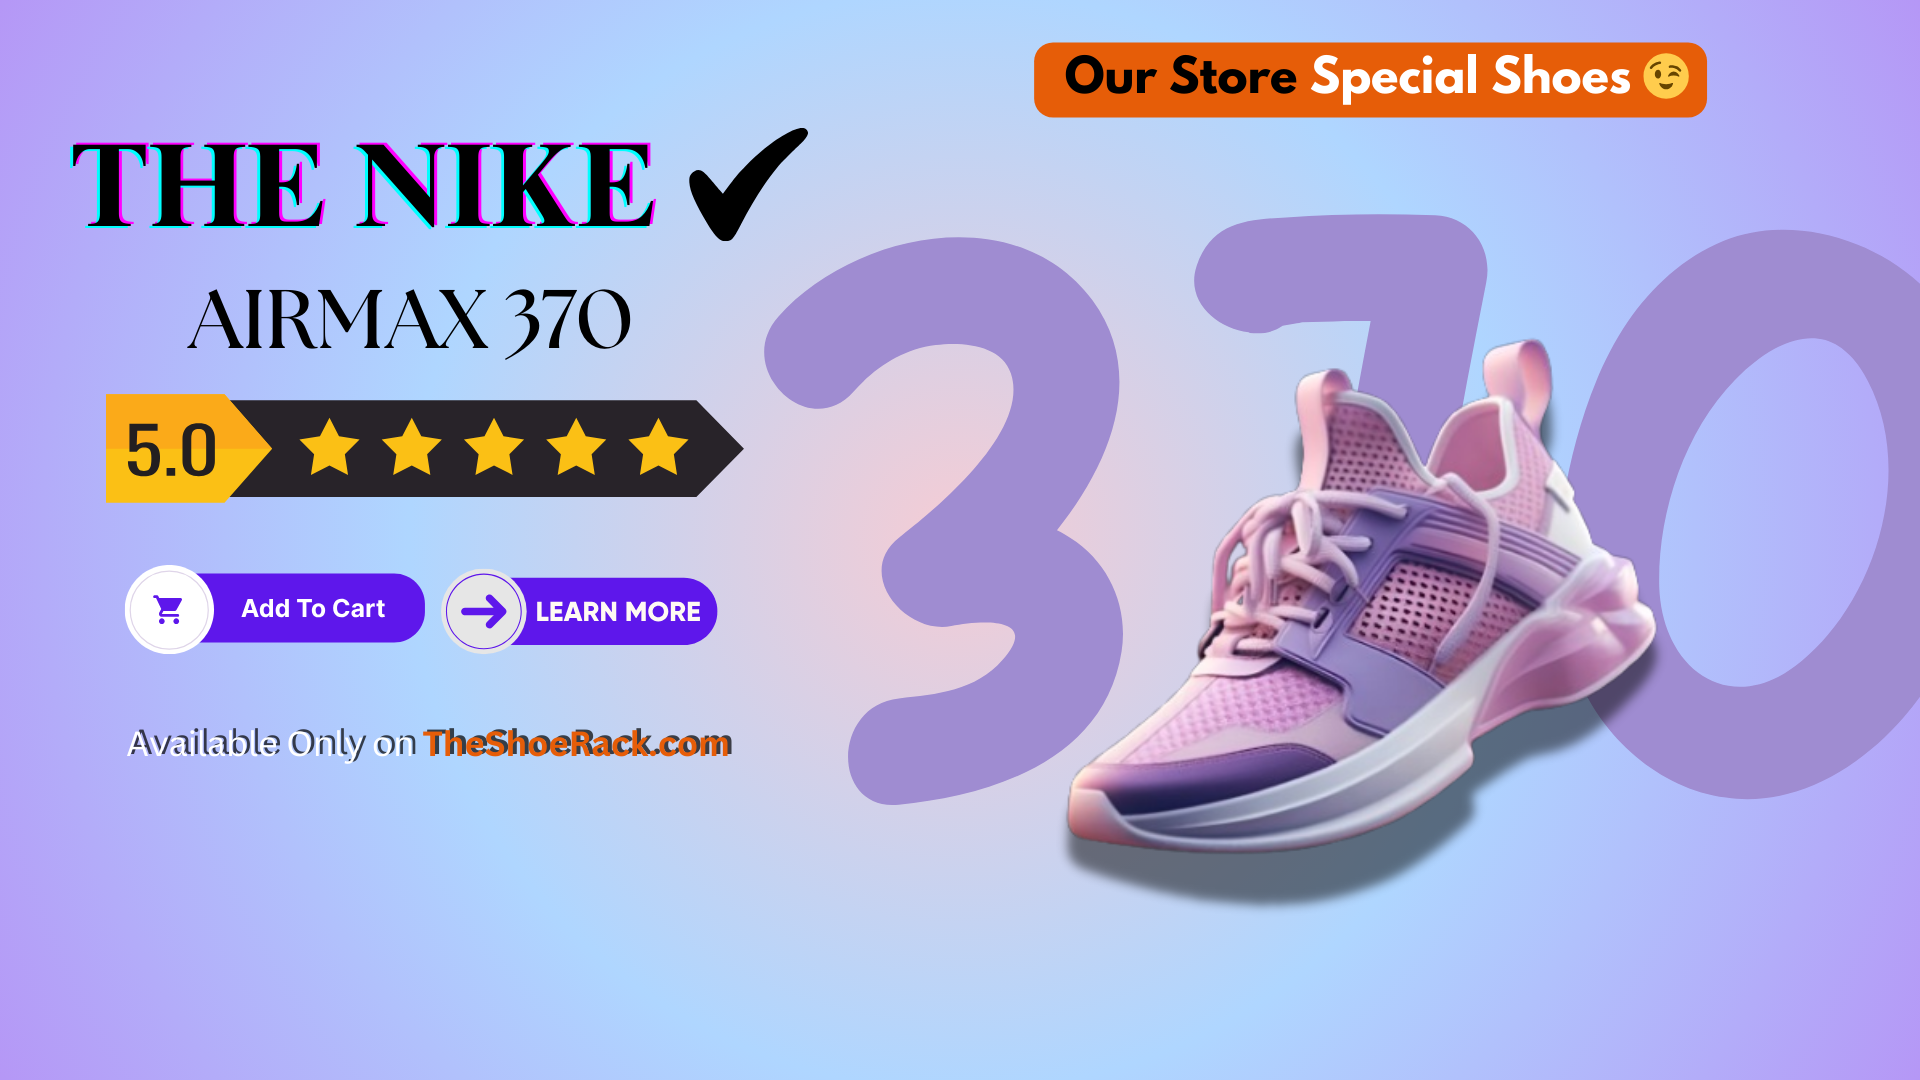 Our Store Special Shoes 😉
THE NIKE ✔
AIRMAX 370
370
5.0
Add To Cart
LEARN MORE
Available Only on TheShoeRack.com